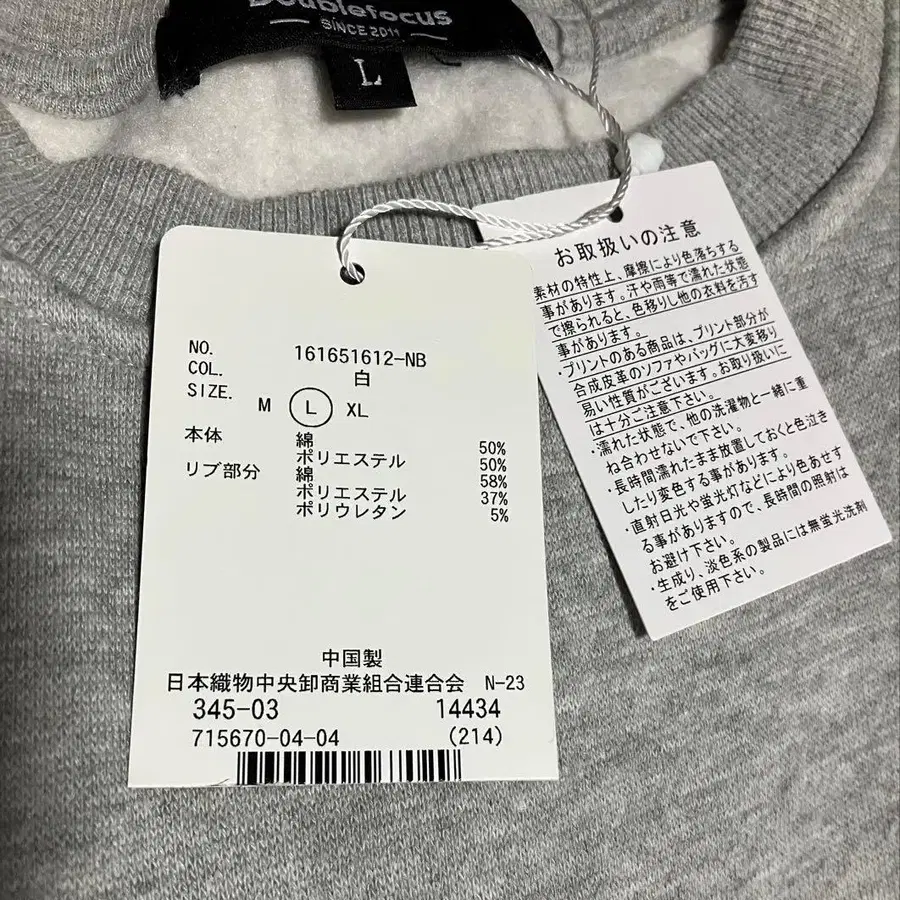 Doublefocus
SINCE 2011
L
NO. 161651612-NB
COL. 白
SIZE. M L XL
本体 綿 50%
ポリエステル 50%
リブ部分 綿 58%
ポリエステル 37%
ポリウレタン 5%
中国製
日本織物中央卸商業組合連合会 N-23
345-03 14434
715670-04-04 (214)
お取扱いの注意
素材の特性上、摩擦により色落ちする
事があります。汗や雨等で濡れた状態
で擦られると、色移りし他の衣料を汚す
事があります。
・プリントのある商品は、プリント部分が
合成皮革のソファやバッグに大変移り
易い性質がございます。お取り扱いに
は十分ご注意下さい。
・濡れた状態で、他の洗濯物と一緒に重
ね合わせないで下さい。
・長時間濡れたまま放置しておくと色泣き
したり変色する事があります。
・直射日光や蛍光灯などにより色あせす
る事がありますので、長時間の照射は
お避け下さい。
・生成り、淡色系の製品には無蛍光洗剤
をご使用下さい。